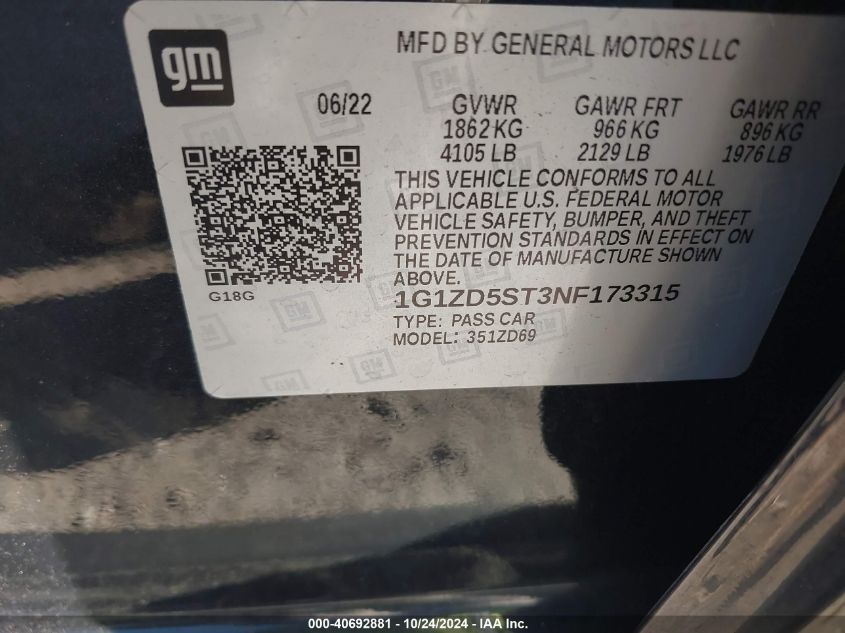 gm
MFD BY GENERAL MOTORS LLC
06/22 GVWR GAWR FRT GAWR RR
1862 KG 966 KG 896 KG
4105 LB 2129 LB 1976 LB
THIS VEHICLE CONFORMS TO ALL
APPLICABLE U.S. FEDERAL MOTOR
VEHICLE SAFETY, BUMPER, AND THEFT
PREVENTION STANDARDS IN EFFECT ON
THE DATE OF MANUFACTURE SHOWN
ABOVE.
G18G
1G1ZD5ST3NF173315
TYPE: PASS CAR
MODEL: 351ZD69
000-40692881 - 10/24/2024 - IAA Inc.